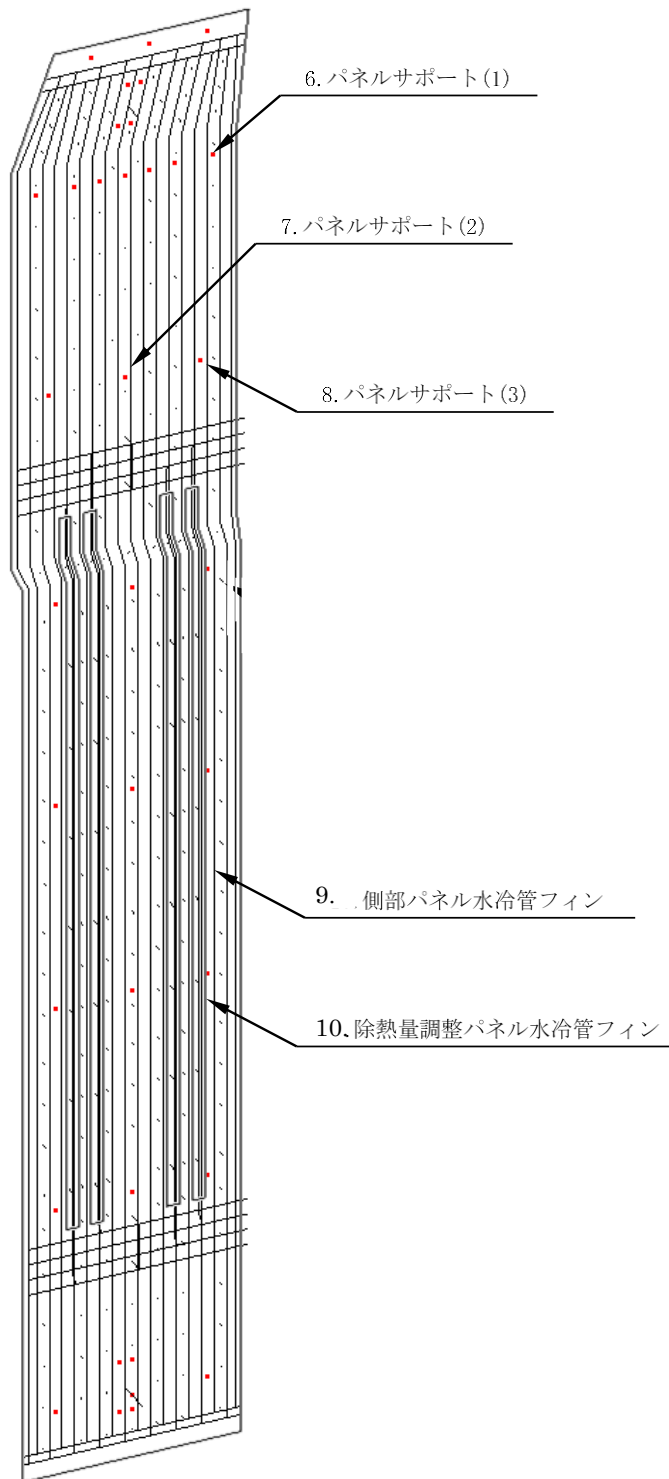 6. パネルサポート(1)
7. パネルサポート(2)
8. パネルサポート(3)
9. 側部パネル水冷管フィン
10. 除熱量調整パネル水冷管フィン